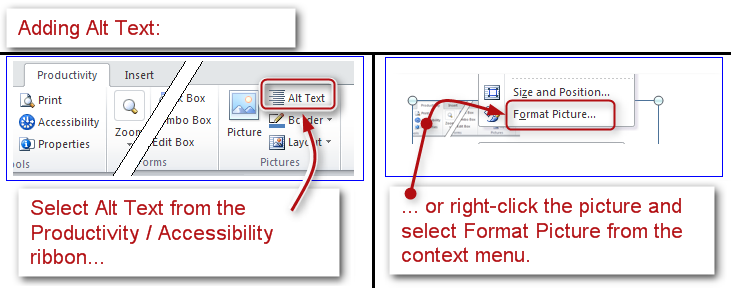 Adding Alt Text:
Productivity Insert
Print
Accessibility
Properties
Zoom
Box
Box
Edit Box
Picture
Alt Text
Border
Layout
Pictures
Select Alt Text from the
Productivity / Accessibility
ribbon...
Size and Position...
Format Picture...
... or right-click the picture and
select Format Picture from the
context menu.